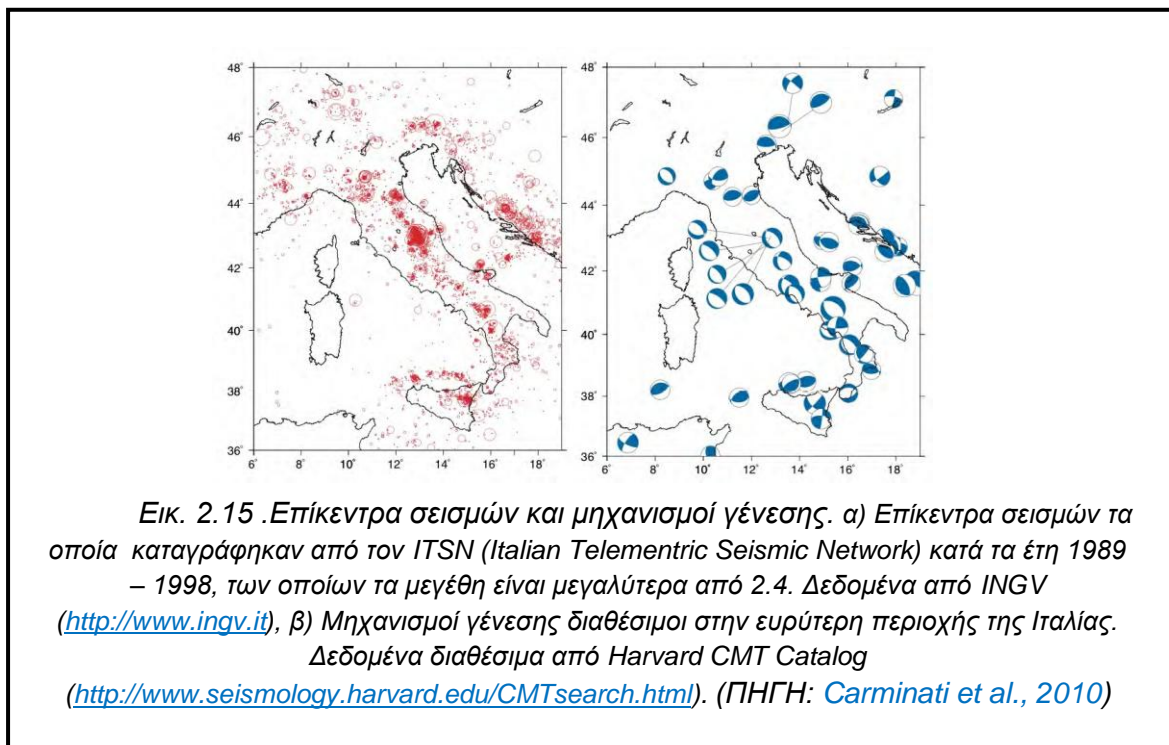 48°
46°
44°
42°
40°
38°
36°
6° 8° 10° 12° 14° 16° 18°
48°
46°
44°
42°
40°
38°
36°
6° 8° 10° 12° 14° 16° 18°
Εικ. 2.15 .Επίκεντρα σεισμών και μηχανισμοί γένεσης. α) Επίκεντρα σεισμών τα
οποία καταγράφηκαν από τον ITSN (Italian Telementric Seismic Network) κατά τα έτη 1989
– 1998, των οποίων τα μεγέθη είναι μεγαλύτερα από 2.4. Δεδομένα από INGV
(http://www.ingv.it), β) Μηχανισμοί γένεσης διαθέσιμοι στην ευρύτερη περιοχής της Ιταλίας.
Δεδομένα διαθέσιμα από Harvard CMT Catalog
(http://www.seismology.harvard.edu/CMTsearch.html). (ΠΗΓΗ: Carminati et al., 2010)